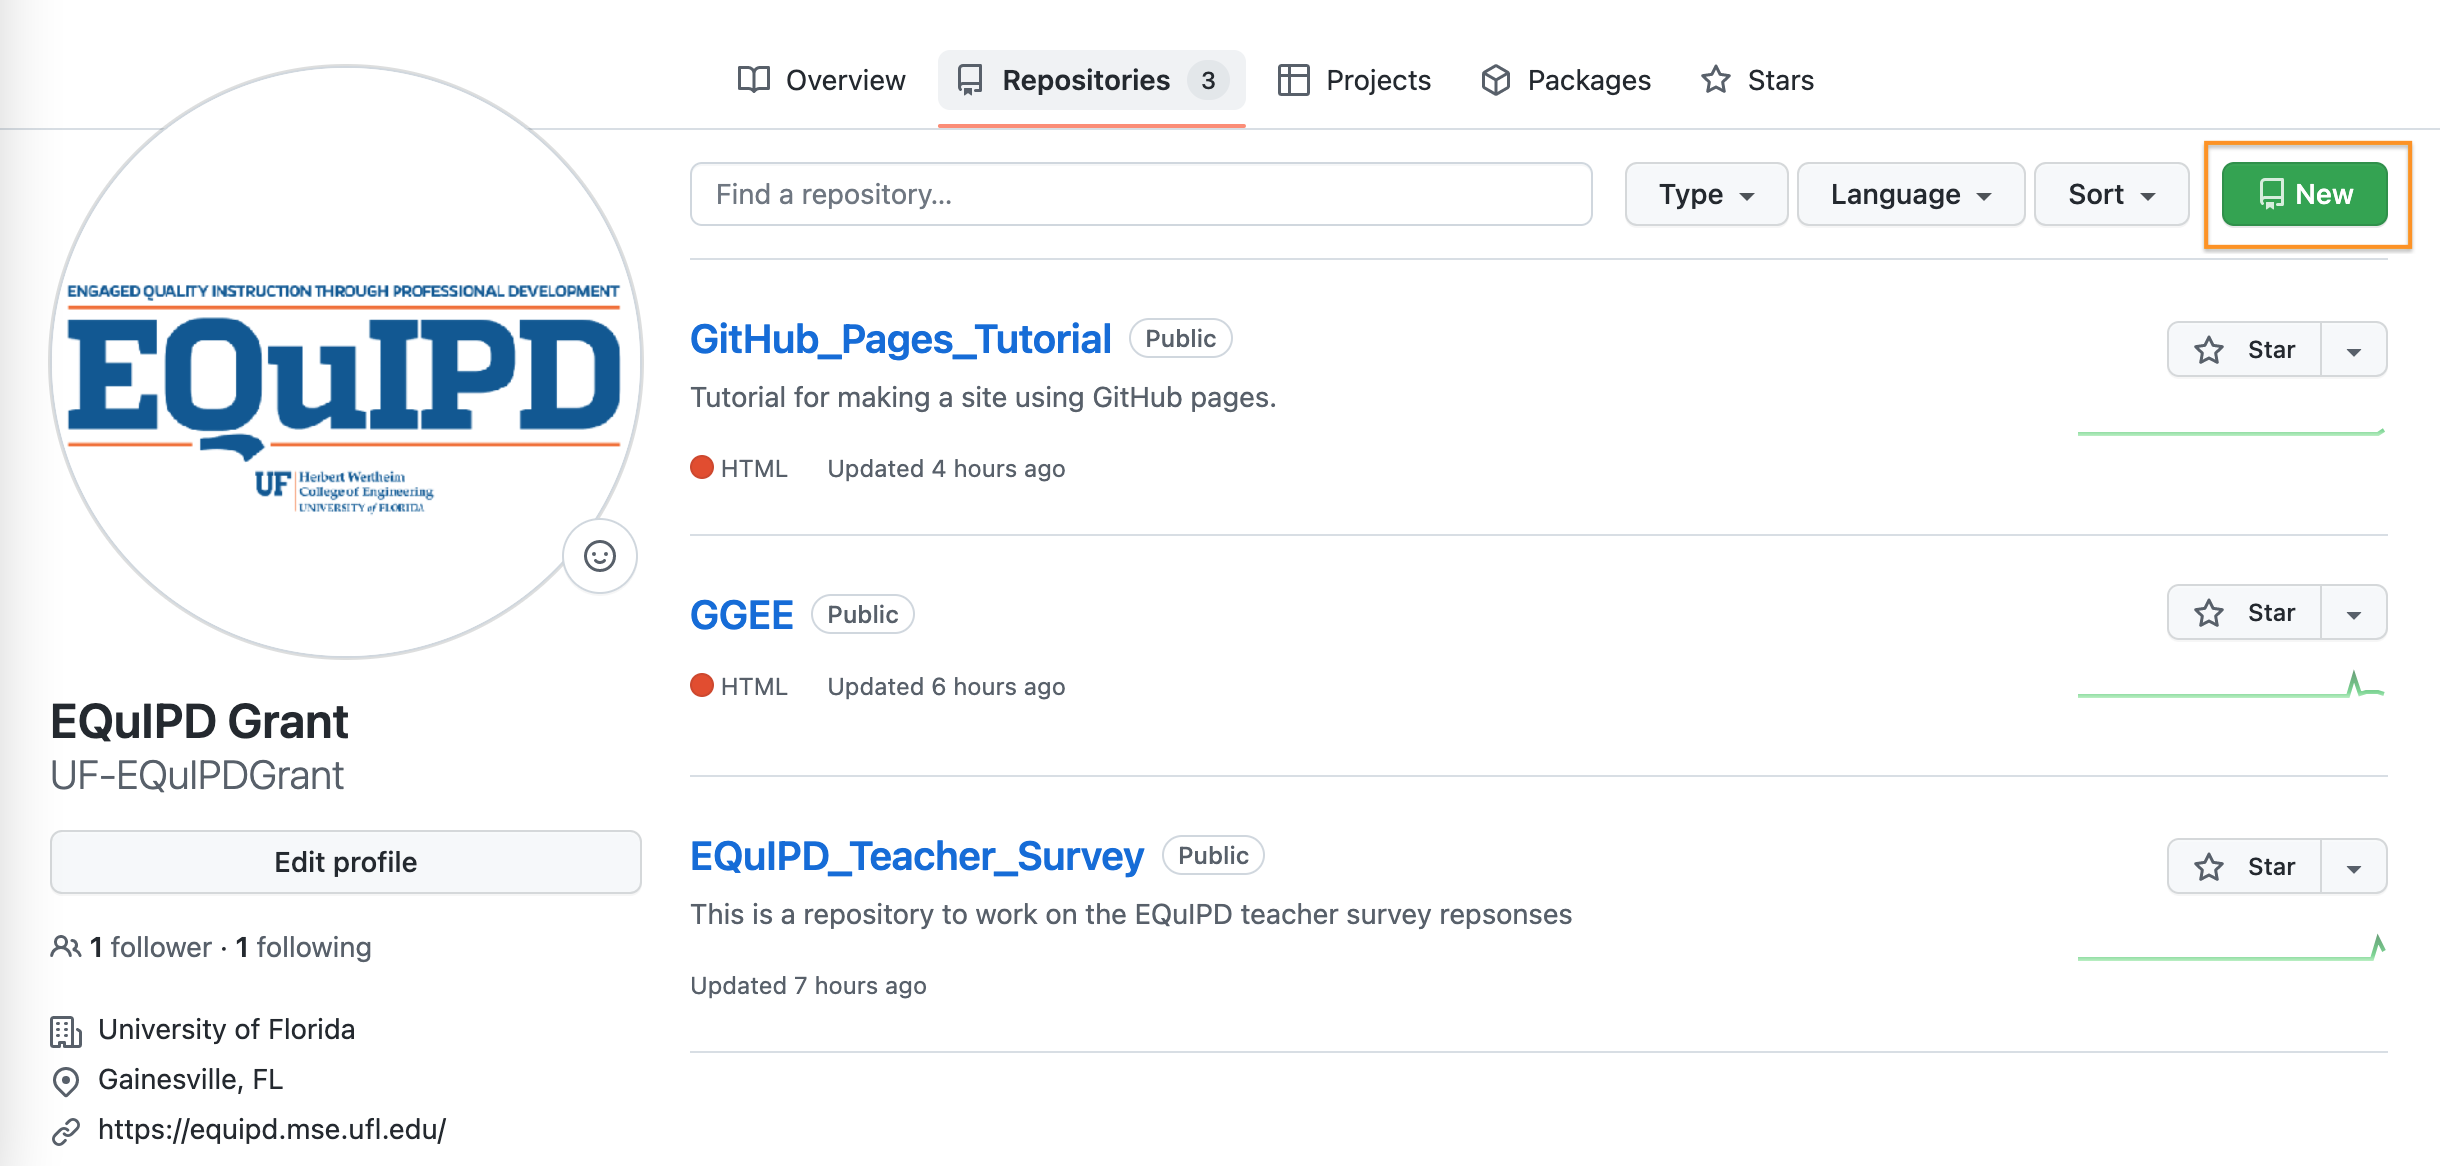 Overview Repositories 3 Projects Packages Stars
Find a repository... Type Language Sort New
ENGAGED QUALITY INSTRUCTION THROUGH PROFESSIONAL DEVELOPMENT
EQuIPD
UF Herbert Wertheim
College of Engineering
UNIVERSITY of FLORIDA
EQuIPD Grant
UF-EQuIPDGrant
Edit profile
1 follower · 1 following
University of Florida
Gainesville, FL
https://equipd.mse.ufl.edu/
GitHub_Pages_Tutorial Public Star
Tutorial for making a site using GitHub pages.
HTML Updated 4 hours ago
GGEE Public Star
HTML Updated 6 hours ago
EQuIPD_Teacher_Survey Public Star
This is a repository to work on the EQuIPD teacher survey repsonses
Updated 7 hours ago